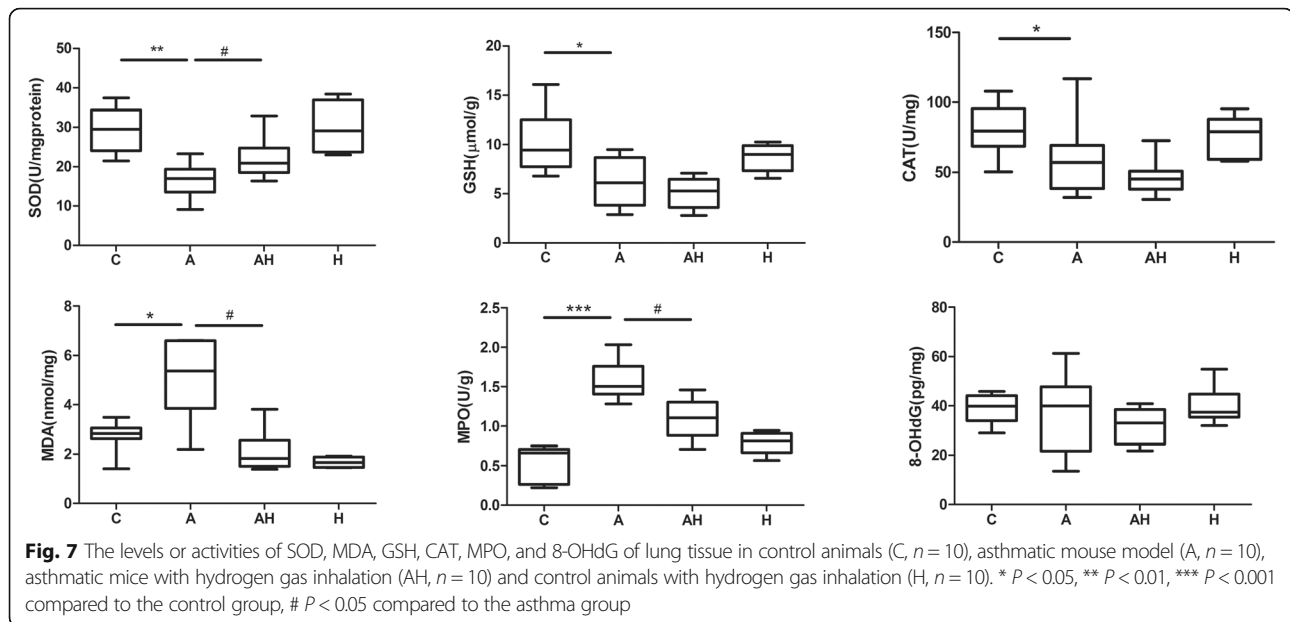 ** #
50
40
30
20
10
0
SOD(U/mgprotein)
C A AH H
*
20
15
10
5
0
GSH(μmol/g)
C A AH H
*
150
100
50
0
CAT(U/mg)
C A AH H
* #
8
6
4
2
0
MDA(nmol/mg)
C A AH H
*** #
2.5
2.0
1.5
1.0
0.5
0.0
MPO(U/g)
C A AH H
80
60
40
20
0
8-OHdG(pg/mg)
C A AH H
Fig. 7 The levels or activities of SOD, MDA, GSH, CAT, MPO, and 8-OHdG of lung tissue in control animals (C, n = 10), asthmatic mouse model (A, n = 10),
asthmatic mice with hydrogen gas inhalation (AH, n = 10) and control animals with hydrogen gas inhalation (H, n = 10). * P < 0.05, ** P < 0.01, *** P < 0.001
compared to the control group, # P < 0.05 compared to the asthma group